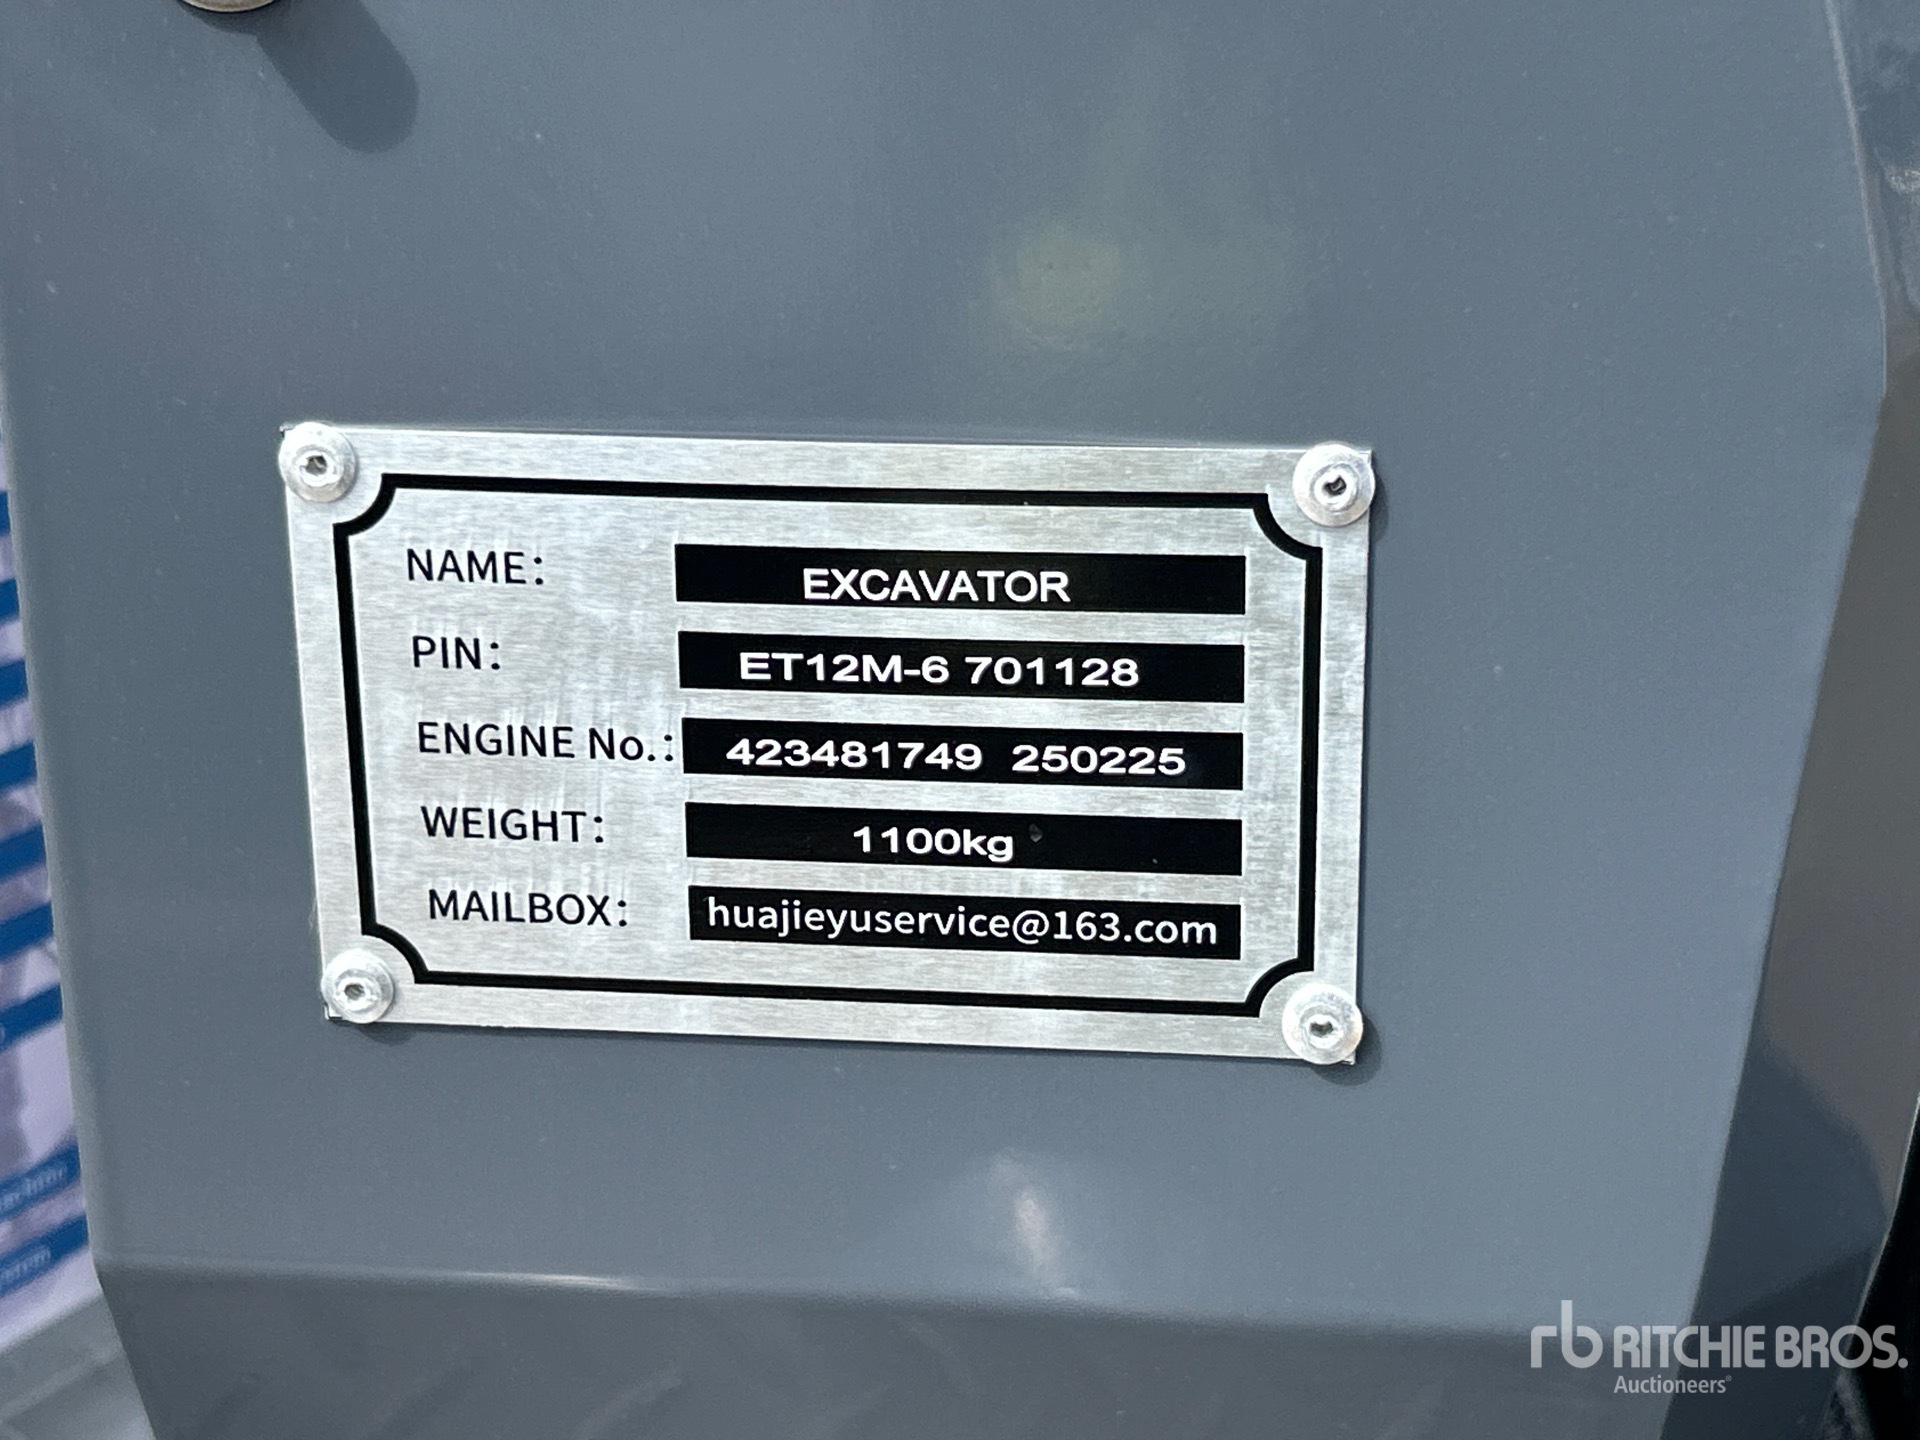 NAME: EXCAVATOR
PIN: ET12M-6 701128
ENGINE No.: 423481749 250225
WEIGHT: 1100kg
MAILBOX: huajieyuservice@163.com
rb RITCHIE BROS.
Auctioneers